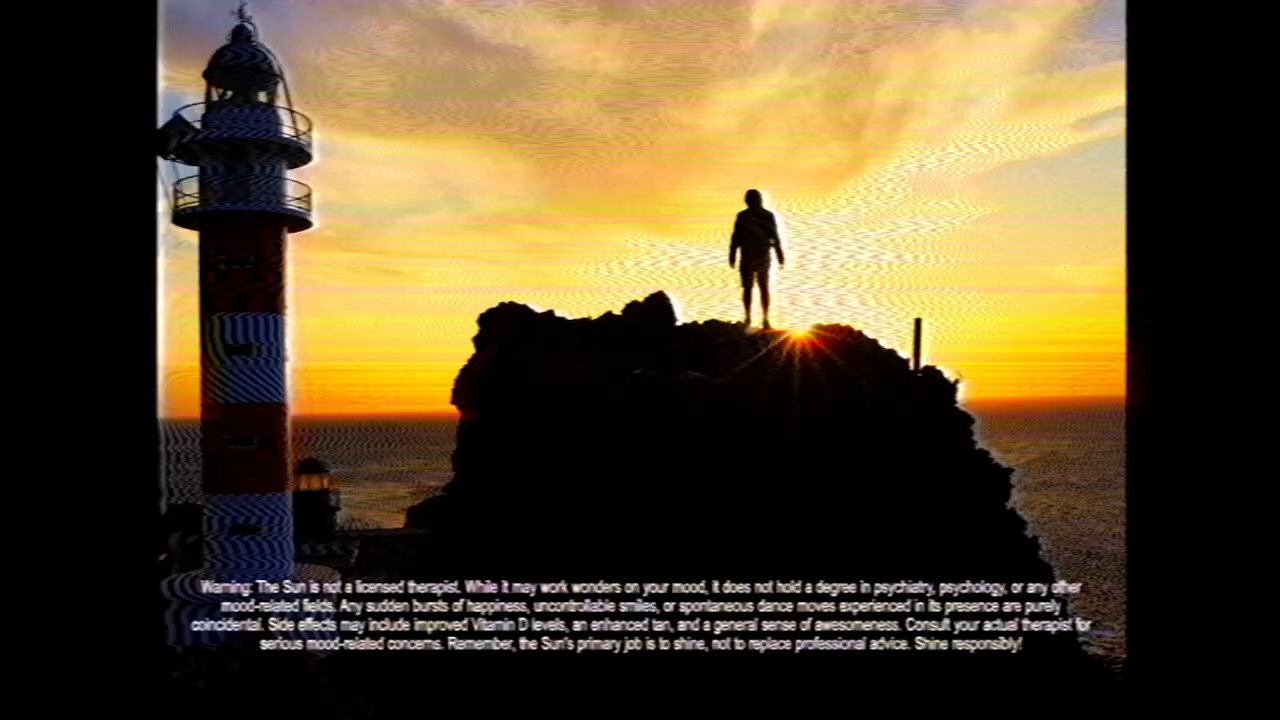 Warning: The Sun is not a licensed therapist. While it may work wonders on your mood, it does not hold a degree in psychiatry, psychology, or any other
mood-related fields. Any sudden bursts of happiness, uncontrollable smiles, or spontaneous dance moves experienced in its presence are purely
coincidental. Side effects may include improved Vitamin D levels, an enhanced tan, and a general sense of awesomeness. Consult your actual therapist for
serious mood-related concerns. Remember, the Sun's primary job is to shine, not to replace professional advice. Shine responsibly!